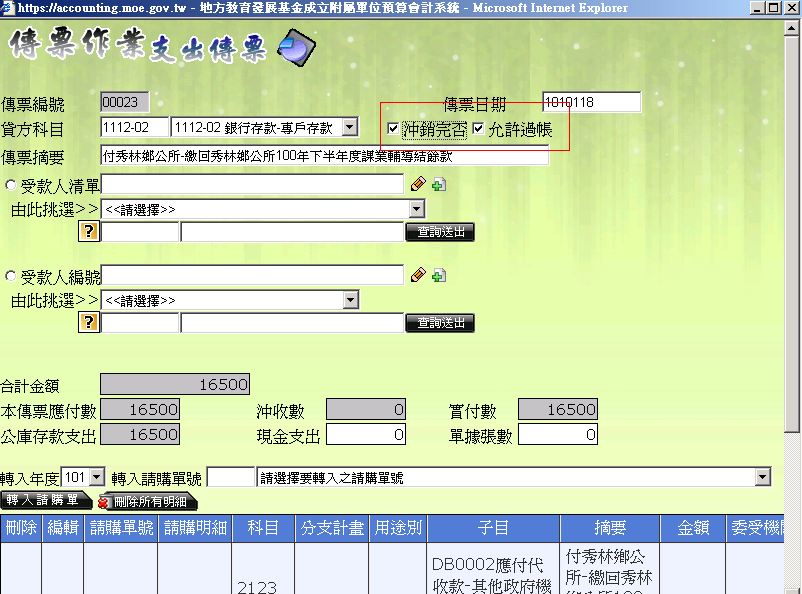 https://accounting.moe.gov.tw - 地方教育發展基金成立附屬單位預算會計系統 - Microsoft Internet Explorer
傳票作業支出傳票
傳票編號 00023 傳票日期 1010118
貸方科目 1112-02 1112-02 銀行存款-專戶存款 沖銷完否 允許過帳
傳票摘要 付秀林鄉公所-繳回秀林鄉公所100年下半年度課業輔導結餘款
受款人清單
由此挑選>> <<請選擇>>
? 查詢送出
受款人編號
由此挑選>> <<請選擇>>
? 查詢送出
合計金額 16500
本傳票應付數 16500 沖收數 0 實付數 16500
公庫存款支出 16500 現金支出 0 單據張數 0
轉入年度 101 轉入請購單號 請選擇要轉入之請購單號
轉入請購單 刪除所有明細
刪除 編輯 請購單號 請購明細 科目 分支計畫 用途別 子目 摘要 金額 委受機
2123 DB0002應付代 付秀林鄉公
收款-其他政府機 所-繳回秀林